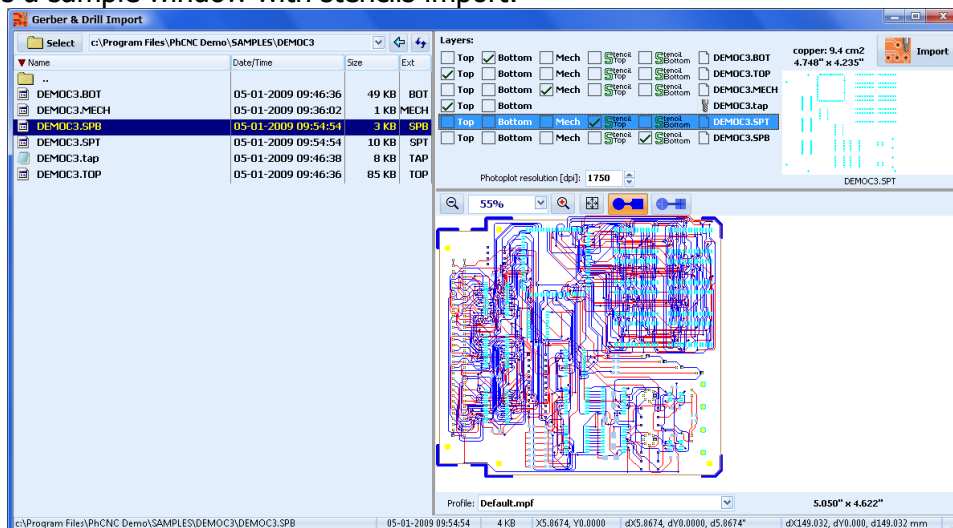 a sample window with stencils import.
Gerber & Drill Import
Select c:\Program Files\PhCNC Demo\SAMPLES\DEMOC3
Name Date/Time Size Ext
..
DEMOC3.BOT 05-01-2009 09:46:36 49 KB BOT
DEMOC3.MECH 05-01-2009 09:36:02 1 KB MECH
DEMOC3.SPB 05-01-2009 09:54:54 3 KB SPB
DEMOC3.SPT 05-01-2009 09:54:54 10 KB SPT
DEMOC3.tap 05-01-2009 09:46:38 8 KB TAP
DEMOC3.TOP 05-01-2009 09:46:36 85 KB TOP
Layers:
Top Bottom Mech Stencil Top Stencil Bottom DEMOC3.BOT
Top Bottom Mech Stencil Top Stencil Bottom DEMOC3.TOP
Top Bottom Mech Stencil Top Stencil Bottom DEMOC3.MECH
Top Bottom DEMOC3.tap
Top Bottom Mech Stencil Top Stencil Bottom DEMOC3.SPT
Top Bottom Mech Stencil Top Stencil Bottom DEMOC3.SPB
Photoplot resolution [dpi]: 1750
copper: 9.4 cm2
4.748" x 4.235"
Import
DEMOC3.SPT
55%
Profile: Default.mpf
5.050" x 4.622"
c:\Program Files\PhCNC Demo\SAMPLES\DEMOC3\DEMOC3.SPB 05-01-2009 09:54:54 4 KB X5.8674, Y0.0000 dX5.8674, dY0.0000, d5.8674" dX149.032, dY0.000, d149.032 mm